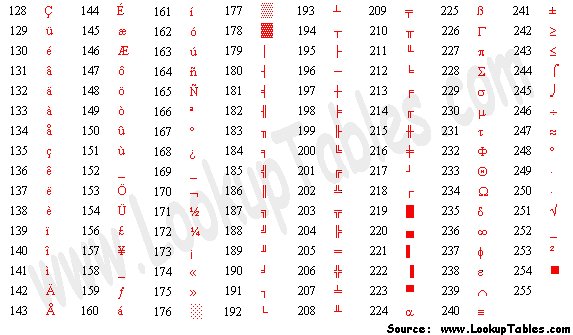 128 Ç 144 É 161 í 177 ▒ 193 ┴ 209 ╤ 225 ß 241 ±
129 ü 145 æ 162 ó 178 ▓ 194 ┬ 210 ╥ 226 Γ 242 ≥
130 é 146 Æ 163 ú 179 │ 195 ├ 211 ╙ 227 π 243 ≤
131 â 147 ô 164 ñ 180 ┤ 196 ─ 212 ╘ 228 Σ 244 ⌠
132 ä 148 ö 165 Ñ 181 ╡ 197 ┼ 213 ╒ 229 σ 245 ⌡
133 à 149 ò 166 ª 182 ╢ 198 ╞ 214 ╓ 230 µ 246 ÷
134 å 150 û 167 º 183 ╖ 199 ╟ 215 ╫ 231 τ 247 ≈
135 ç 151 ù 168 ¿ 184 ╕ 200 ╚ 216 ╪ 232 Φ 248 °
136 ê 152 _ 169 ⌐ 185 ╣ 201 ╔ 217 ┘ 233 Θ 249 ∙
137 ë 153 Ö 170 ¬ 186 ║ 202 ╩ 218 ┌ 234 Ω 250 ·
138 è 154 Ü 171 ½ 187 ╗ 203 ╦ 219 █ 235 δ 251 √
139 ï 156 £ 172 ¼ 188 ╝ 204 ╠ 220 ▄ 236 ∞ 252 _
140 î 157 ¥ 173 ¡ 189 ╜ 205 ═ 221 ▌ 237 φ 253 ²
141 ì 158 _ 174 « 190 ╛ 206 ╬ 222 ▐ 238 ε 254 ■
142 Ä 159 ƒ 175 » 191 ┐ 207 ╧ 223 ▀ 239 ∩ 255
143 Å 160 á 176 ░ 192 └ 208 ╨ 224 α 240 ≡
www.LookupTables.com
Source: www.LookupTables.com